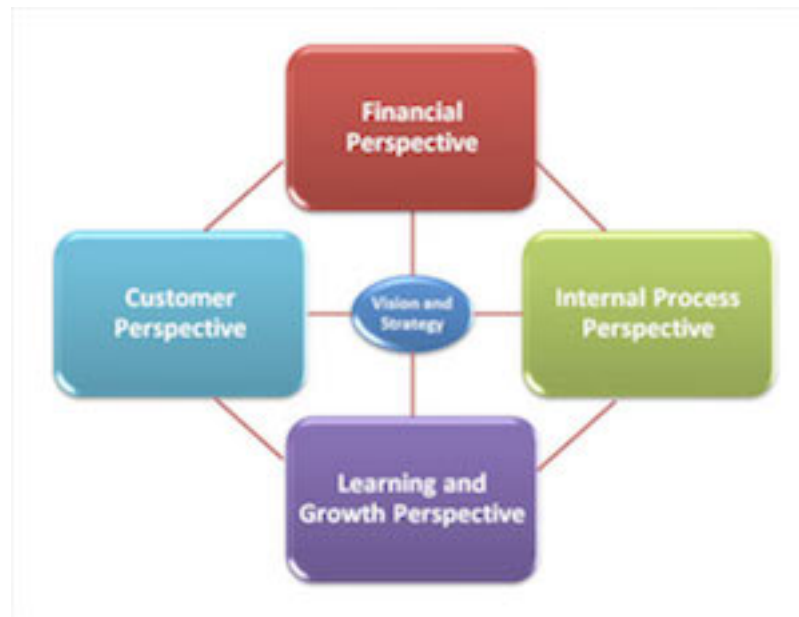 Financial
Perspective
Customer
Perspective
Vision and
Strategy
Internal Process
Perspective
Learning and
Growth Perspective